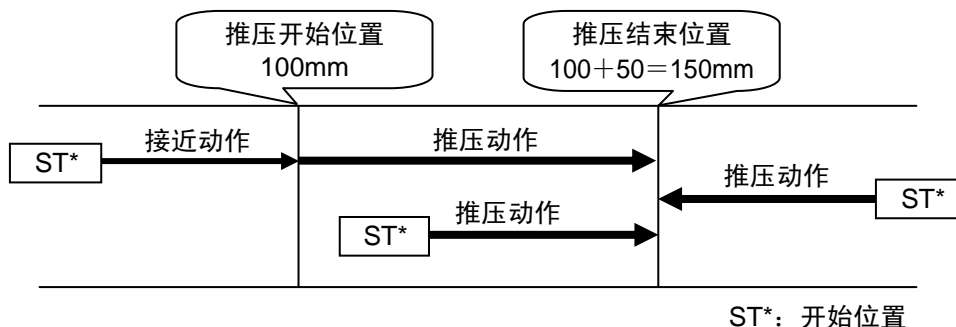 推压开始位置
100mm
推压结束位置
100＋50＝150mm
接近动作
推压动作
ST*
推压动作
ST*
推压动作
ST*
ST*：开始位置